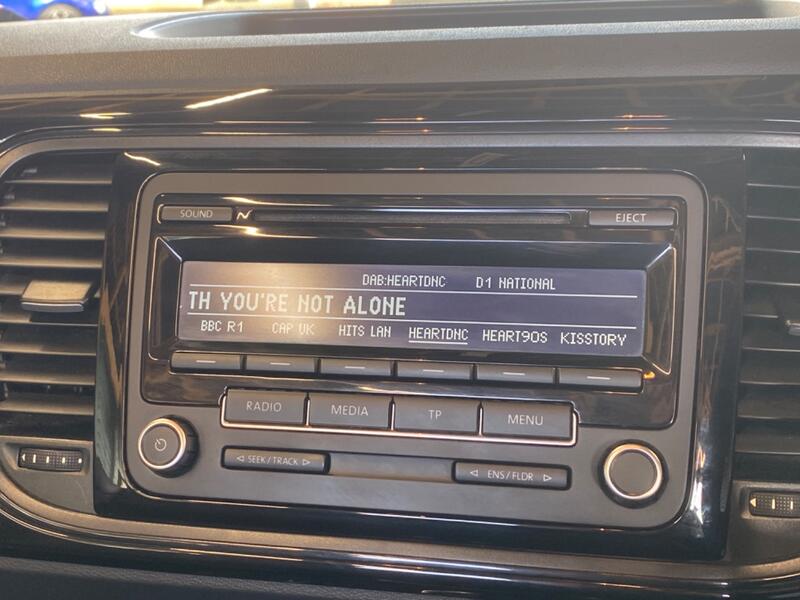 SOUND
EJECT
DAB:HEARTDNC D1 NATIONAL
TH YOU'RE NOT ALONE
BBC R1 CAP UK HITS LAN HEARTDNC HEART90S KISSTORY
RADIO MEDIA TP MENU
◁ SEEK / TRACK ▷
◁ ENS / FLDR ▷